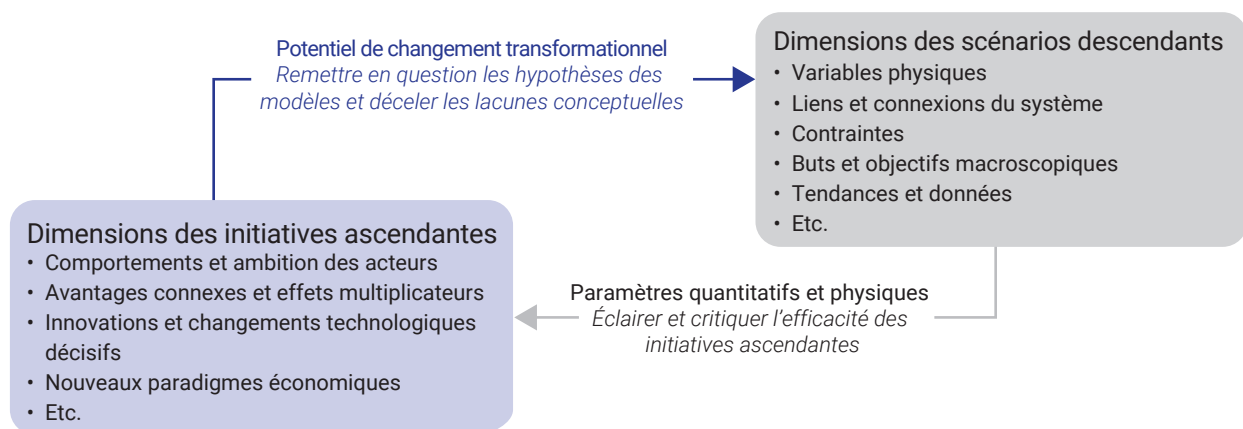 Potentiel de changement transformationnel
Remettre en question les hypothèses des
modèles et déceler les lacunes conceptuelles
Dimensions des scénarios descendants
• Variables physiques
• Liens et connexions du système
• Contraintes
• Buts et objectifs macroscopiques
• Tendances et données
• Etc.
Dimensions des initiatives ascendantes
• Comportements et ambition des acteurs
• Avantages connexes et effets multiplicateurs
• Innovations et changements technologiques
décisifs
• Nouveaux paradigmes économiques
• Etc.
Paramètres quantitatifs et physiques
Éclairer et critiquer l’efficacité des
initiatives ascendantes